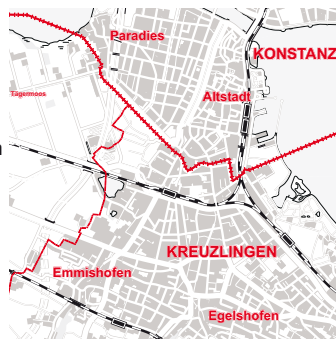 Paradies
KONSTANZ
Tägermoos
Altstadt
KREUZLINGEN
Emmishofen
Egelshofen